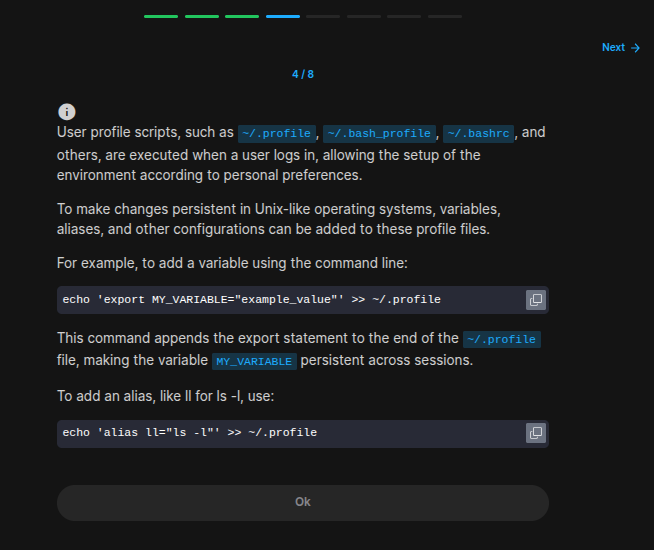 Next →
4 / 8
User profile scripts, such as ~/.profile, ~/.bash_profile, ~/.bashrc, and
others, are executed when a user logs in, allowing the setup of the
environment according to personal preferences.
To make changes persistent in Unix-like operating systems, variables,
aliases, and other configurations can be added to these profile files.
For example, to add a variable using the command line:
echo 'export MY_VARIABLE="example_value"' >> ~/.profile
This command appends the export statement to the end of the ~/.profile
file, making the variable MY_VARIABLE persistent across sessions.
To add an alias, like ll for ls -l, use:
echo 'alias ll="ls -l"' >> ~/.profile
Ok